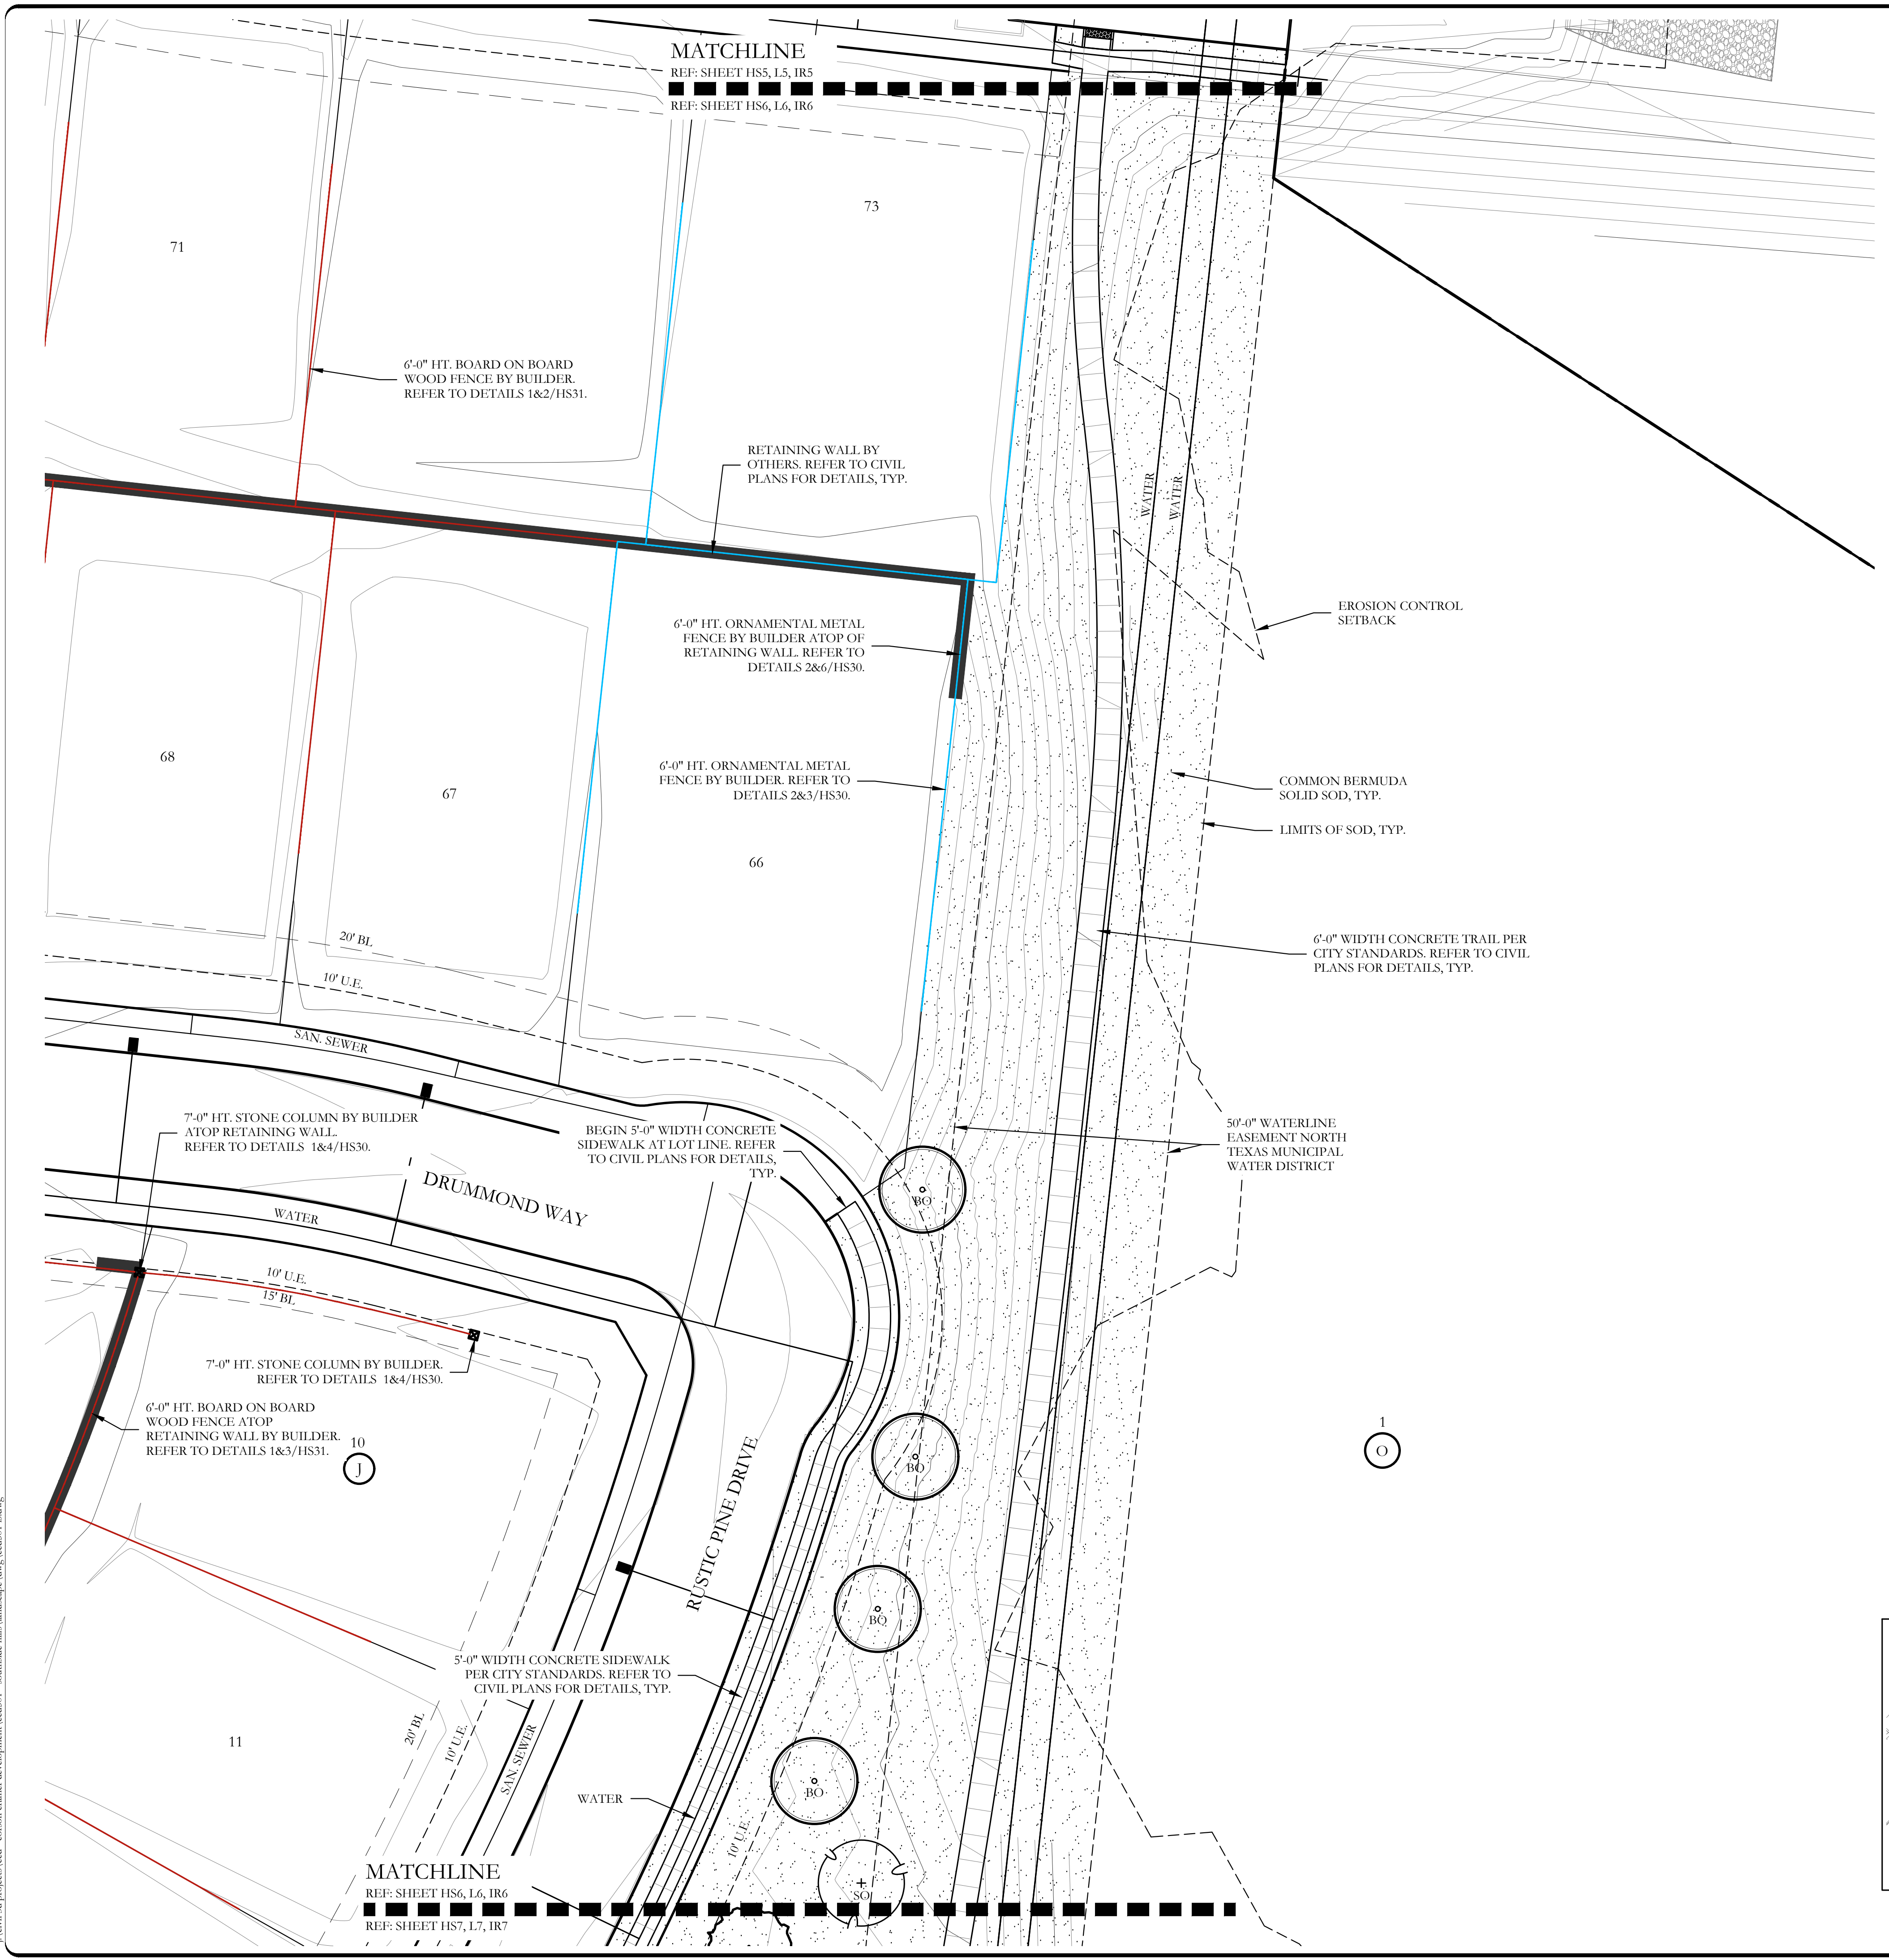 MATCHLINE
REF: SHEET HS5, L5, IR5
REF: SHEET HS6, L6, IR6
73
71
6'-0" HT. BOARD ON BOARD
WOOD FENCE BY BUILDER.
REFER TO DETAILS 1&2/HS31.
RETAINING WALL BY
OTHERS. REFER TO CIVIL
PLANS FOR DETAILS, TYP.
WATER
WATER
6'-0" HT. ORNAMENTAL METAL
FENCE BY BUILDER ATOP OF
RETAINING WALL. REFER TO
DETAILS 2&6/HS30.
EROSION CONTROL
SETBACK
68
67
6'-0" HT. ORNAMENTAL METAL
FENCE BY BUILDER. REFER TO
DETAILS 2&3/HS30.
COMMON BERMUDA
SOLID SOD, TYP.
LIMITS OF SOD, TYP.
66
20' BL
10' U.E.
6'-0" WIDTH CONCRETE TRAIL PER
CITY STANDARDS. REFER TO CIVIL
PLANS FOR DETAILS, TYP.
SAN. SEWER
7'-0" HT. STONE COLUMN BY BUILDER
ATOP RETAINING WALL.
REFER TO DETAILS 1&4/HS30.
BEGIN 5'-0" WIDTH CONCRETE
SIDEWALK AT LOT LINE. REFER
TO CIVIL PLANS FOR DETAILS,
TYP.
50'-0" WATERLINE
EASEMENT NORTH
TEXAS MUNICIPAL
WATER DISTRICT
DRUMMOND WAY
WATER
BO
10' U.E.
15' BL
7'-0" HT. STONE COLUMN BY BUILDER.
REFER TO DETAILS 1&4/HS30.
6'-0" HT. BOARD ON BOARD
WOOD FENCE ATOP
RETAINING WALL BY BUILDER.
REFER TO DETAILS 1&3/HS31.
10
J
1
O
BO
RUSTIC PINE DRIVE
BO
5'-0" WIDTH CONCRETE SIDEWALK
PER CITY STANDARDS. REFER TO
CIVIL PLANS FOR DETAILS, TYP.
11
20' BL
10' U.E.
SAN. SEWER
WATER
BO
10' U.E.
SO
MATCHLINE
REF: SHEET HS6, L6, IR6
REF: SHEET HS7, L7, IR7